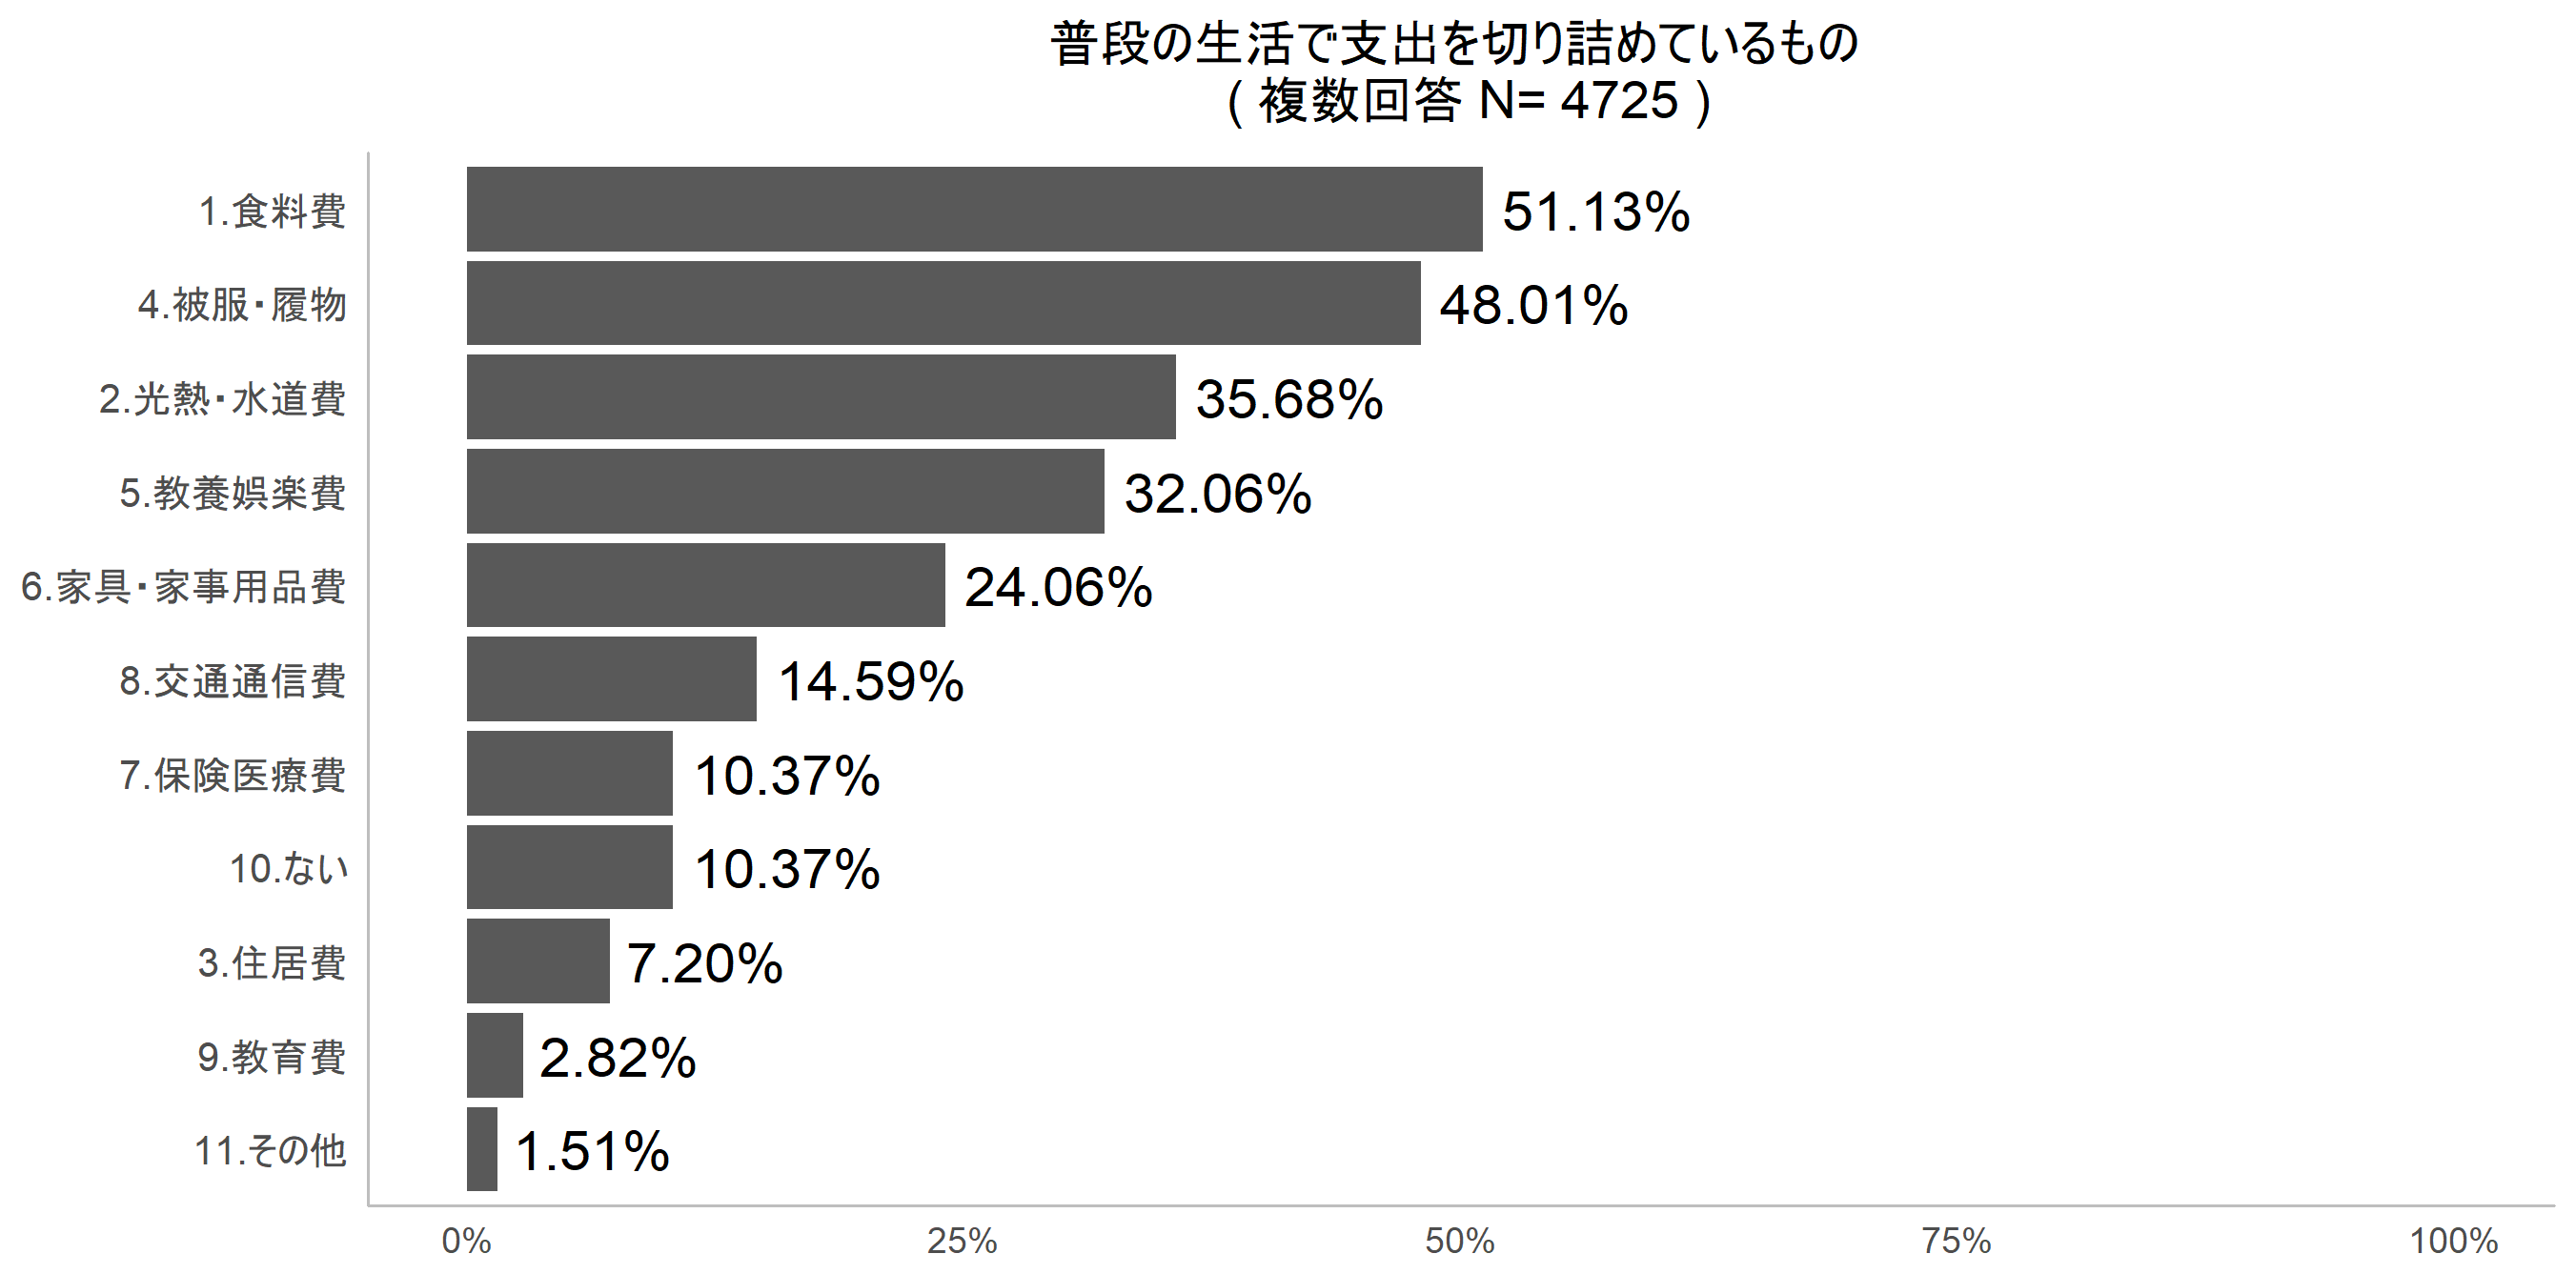 普段の生活で支出を切り詰めているもの
( 複数回答 N= 4725 )
1.食料費 51.13%
4.被服・履物 48.01%
2.光熱・水道費 35.68%
5.教養娯楽費 32.06%
6.家具・家事用品費 24.06%
8.交通通信費 14.59%
7.保険医療費 10.37%
10.ない 10.37%
3.住居費 7.20%
9.教育費 2.82%
11.その他 1.51%
0% 25% 50% 75% 100%